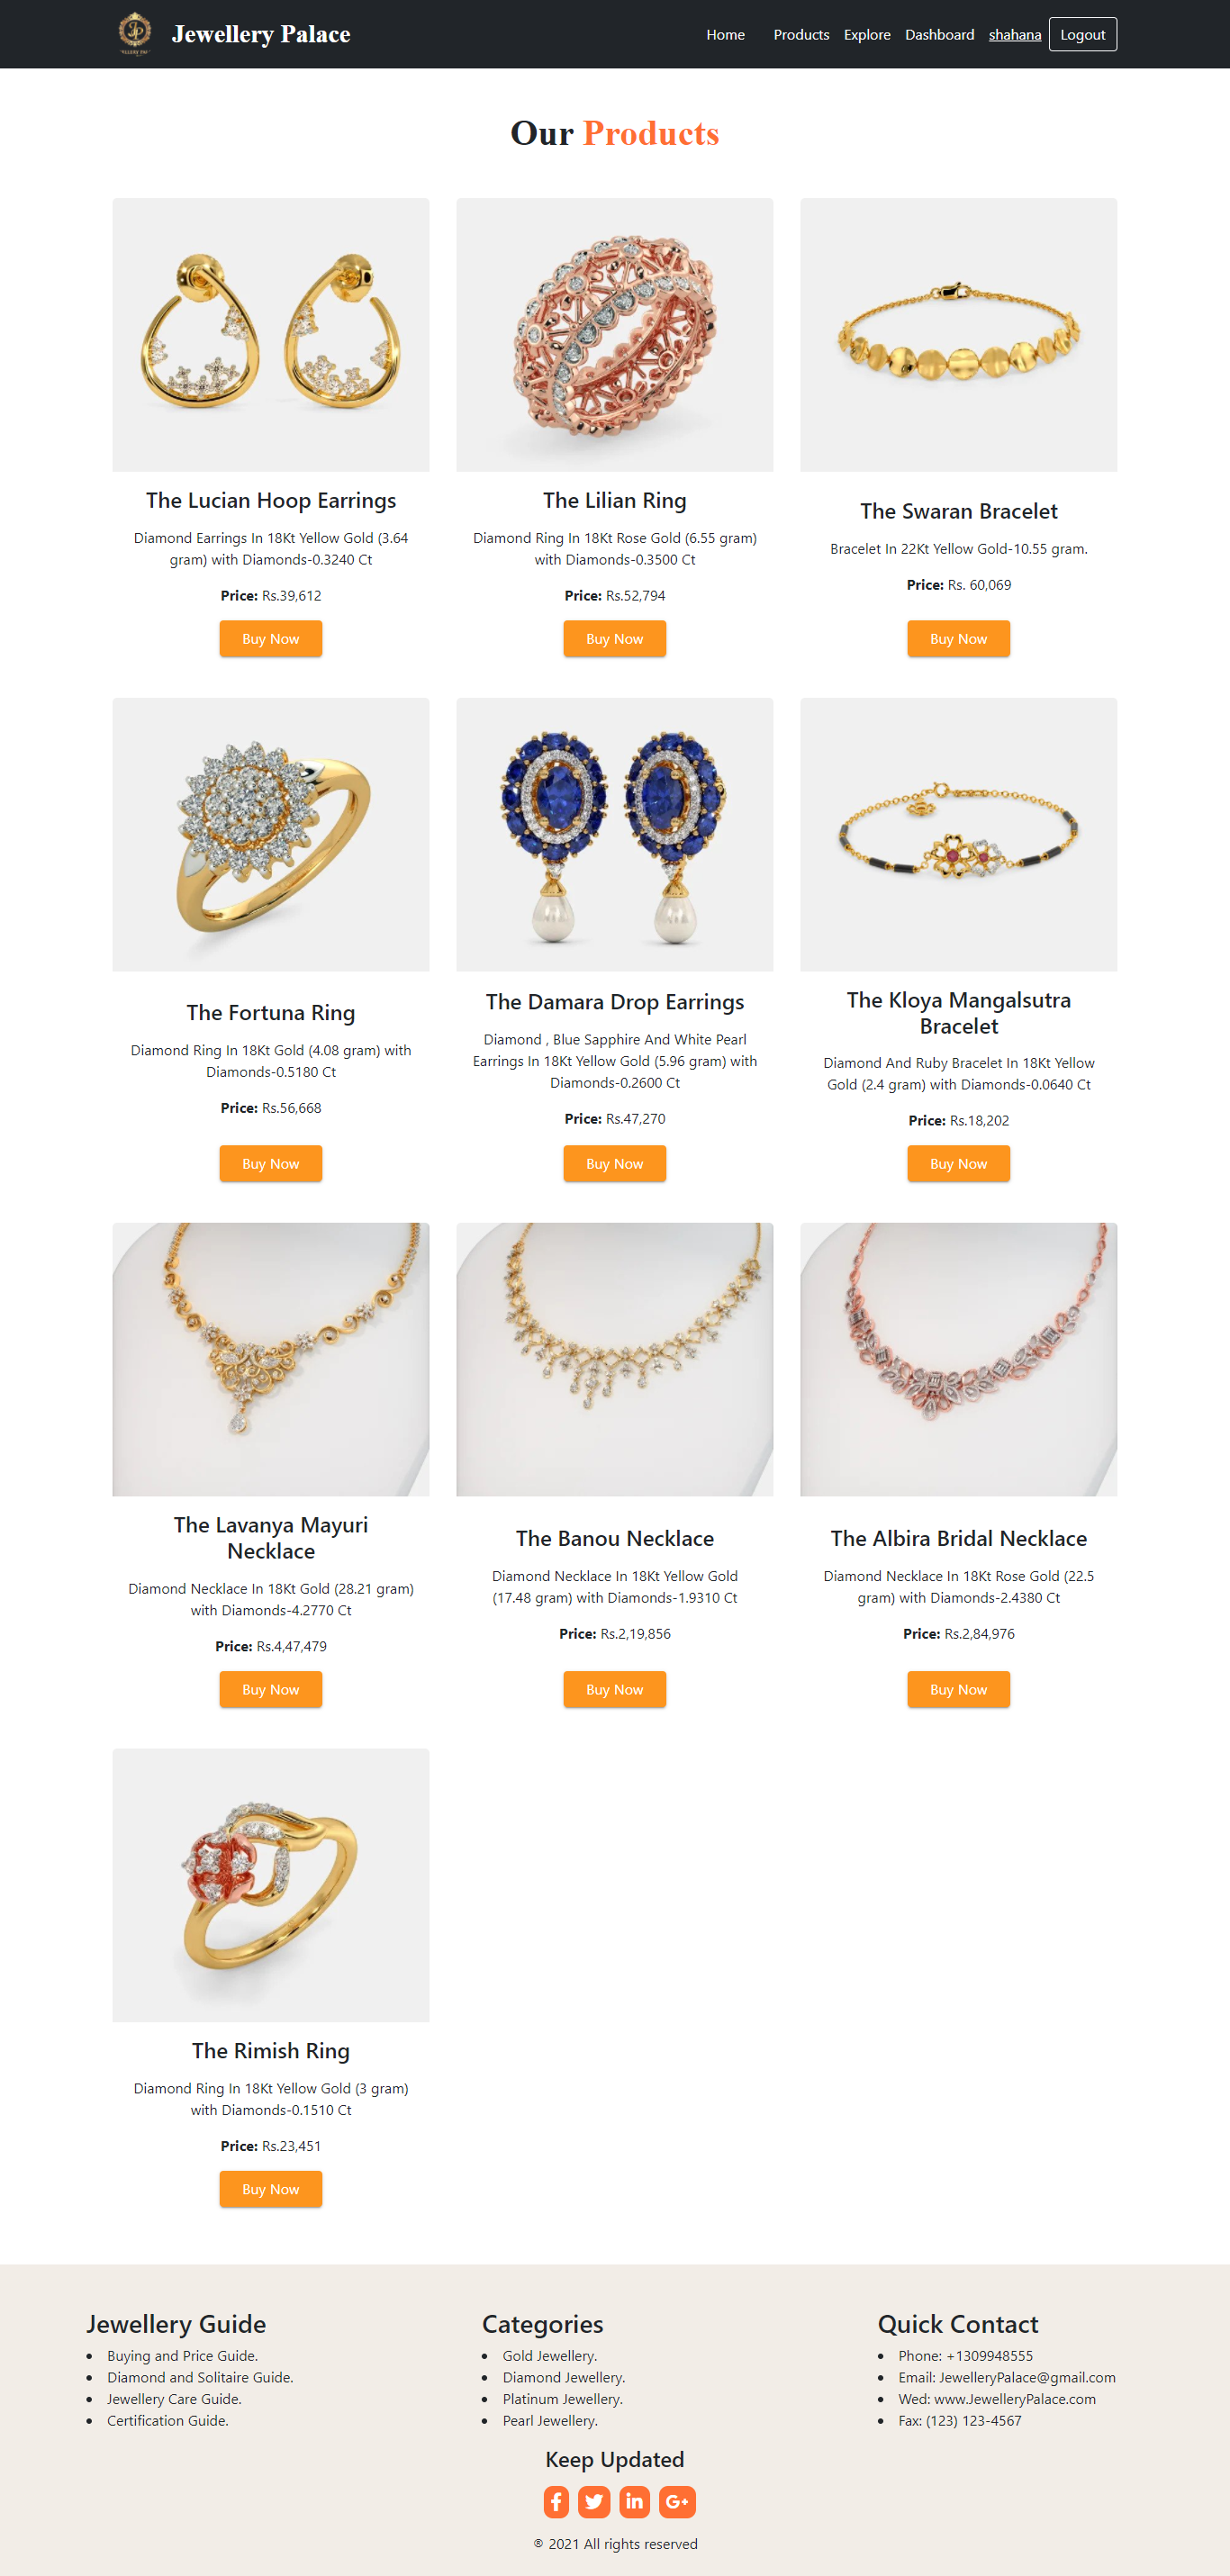 Jewellery Palace
Home Products Explore Dashboard shahana Logout
Our Products
The Lucian Hoop Earrings
Diamond Earrings In 18Kt Yellow Gold (3.64
gram) with Diamonds-0.3240 Ct
Price: Rs.39,612
Buy Now
The Lilian Ring
Diamond Ring In 18Kt Rose Gold (6.55 gram)
with Diamonds-0.3500 Ct
Price: Rs.52,794
Buy Now
The Swaran Bracelet
Bracelet In 22Kt Yellow Gold-10.55 gram.
Price: Rs. 60,069
Buy Now
The Fortuna Ring
Diamond Ring In 18Kt Gold (4.08 gram) with
Diamonds-0.5180 Ct
Price: Rs.56,668
Buy Now
The Damara Drop Earrings
Diamond , Blue Sapphire And White Pearl
Earrings In 18Kt Yellow Gold (5.96 gram) with
Diamonds-0.2600 Ct
Price: Rs.47,270
Buy Now
The Kloya Mangalsutra
Bracelet
Diamond And Ruby Bracelet In 18Kt Yellow
Gold (2.4 gram) with Diamonds-0.0640 Ct
Price: Rs.18,202
Buy Now
The Lavanya Mayuri
Necklace
Diamond Necklace In 18Kt Gold (28.21 gram)
with Diamonds-4.2770 Ct
Price: Rs.4,47,479
Buy Now
The Banou Necklace
Diamond Necklace In 18Kt Yellow Gold
(17.48 gram) with Diamonds-1.9310 Ct
Price: Rs.2,19,856
Buy Now
The Albira Bridal Necklace
Diamond Necklace In 18Kt Rose Gold (22.5
gram) with Diamonds-2.4380 Ct
Price: Rs.2,84,976
Buy Now
The Rimish Ring
Diamond Ring In 18Kt Yellow Gold (3 gram)
with Diamonds-0.1510 Ct
Price: Rs.23,451
Buy Now
Jewellery Guide
• Buying and Price Guide.
• Diamond and Solitaire Guide.
• Jewellery Care Guide.
• Certification Guide.
Categories
• Gold Jewellery.
• Diamond Jewellery.
• Platinum Jewellery.
• Pearl Jewellery.
Quick Contact
• Phone: +1309948555
• Email: JewelleryPalace@gmail.com
• Wed: www.JewelleryPalace.com
• Fax: (123) 123-4567
Keep Updated
® 2021 All rights reserved